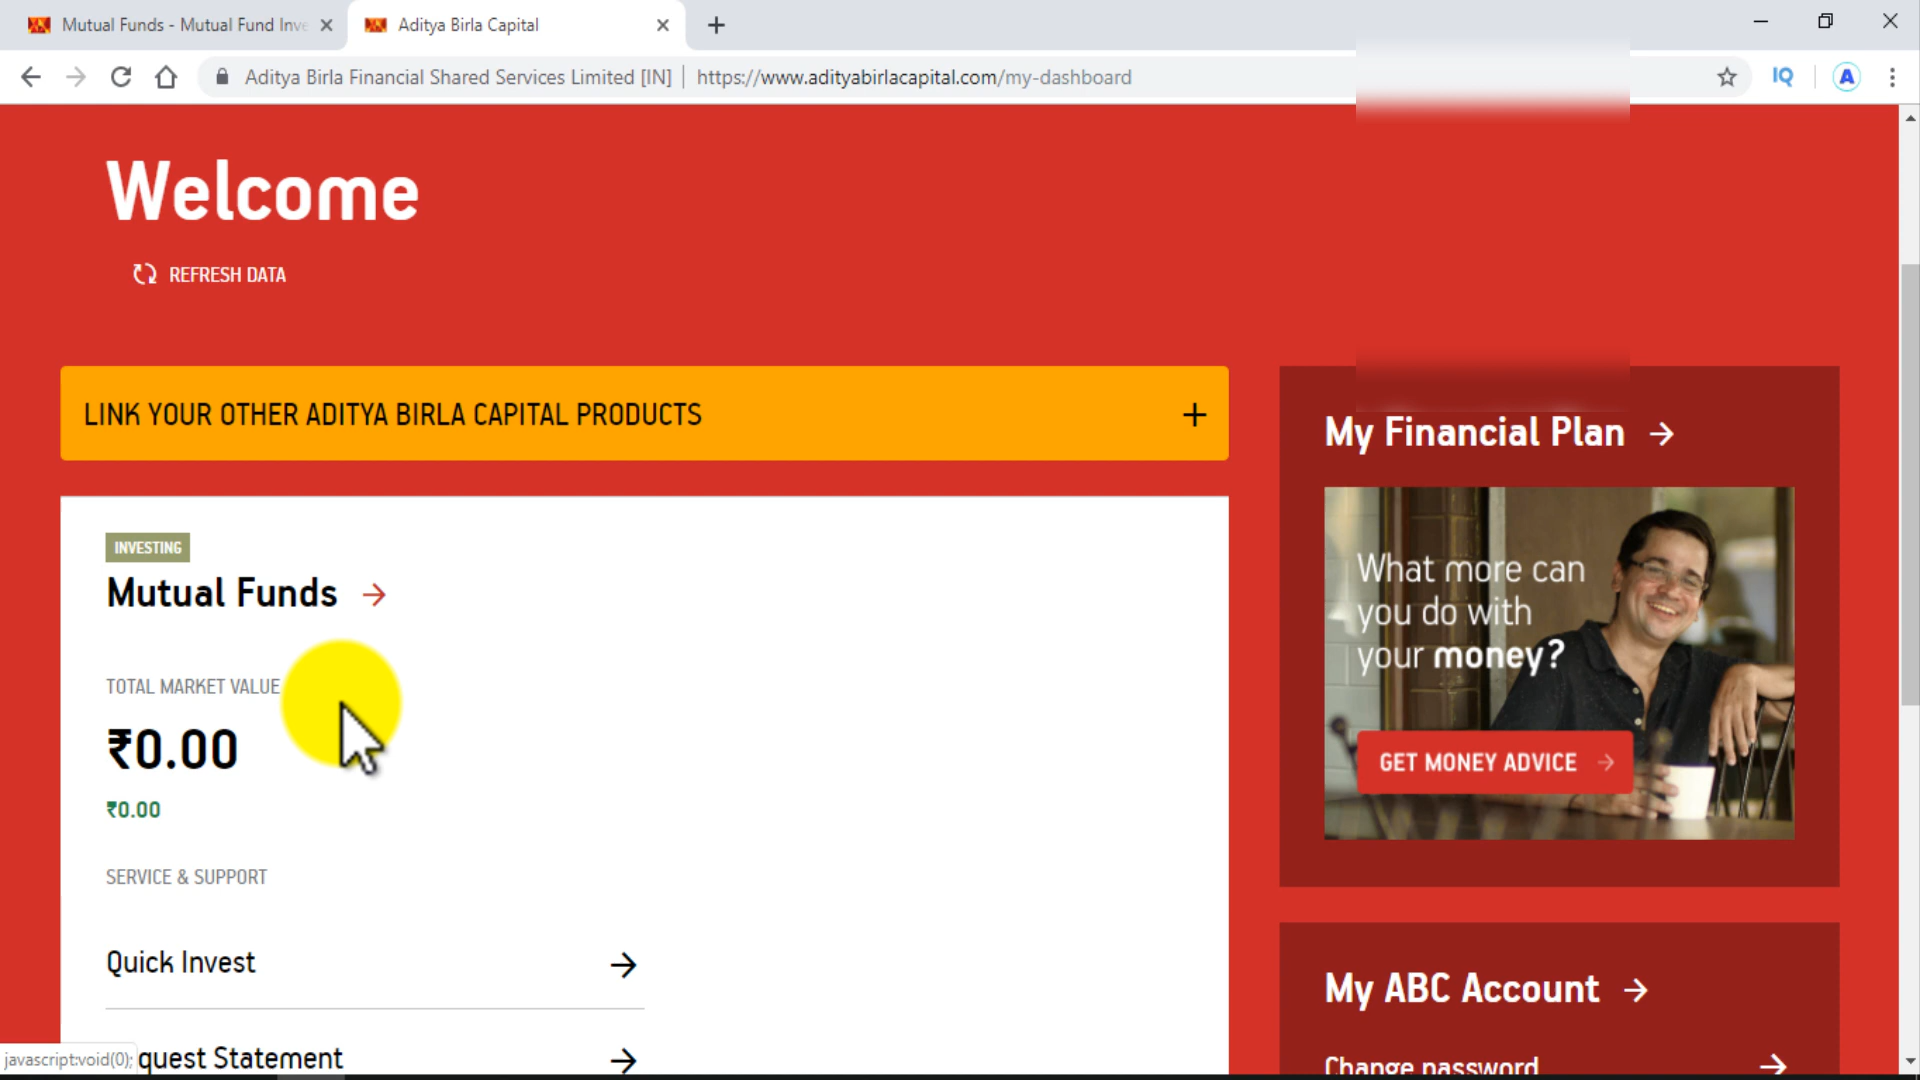 Mutual Funds - Mutual Fund Inve
Aditya Birla Capital
Aditya Birla Financial Shared Services Limited [IN] | https://www.adityabirlacapital.com/my-dashboard
IQ
A
Welcome
REFRESH DATA
LINK YOUR OTHER ADITYA BIRLA CAPITAL PRODUCTS +
INVESTING
Mutual Funds →
TOTAL MARKET VALUE
₹0.00
₹0.00
SERVICE & SUPPORT
Quick Invest →
quest Statement →
javascript:void(0);
My Financial Plan →
What more can
you do with
your money?
GET MONEY ADVICE →
My ABC Account →
Change password →